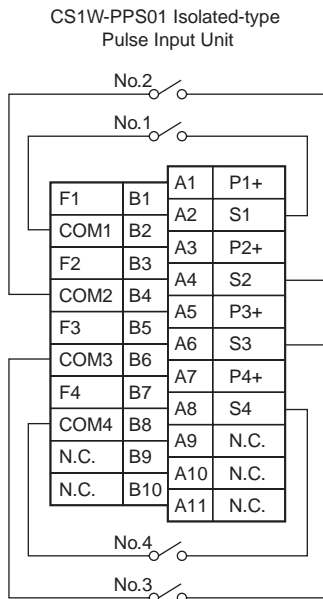 CS1W-PPS01 Isolated-type
Pulse Input Unit
No.2
No.1
A1 P1+
F1 B1
A2 S1
COM1 B2
A3 P2+
F2 B3
A4 S2
COM2 B4
A5 P3+
F3 B5
A6 S3
COM3 B6
A7 P4+
F4 B7
A8 S4
COM4 B8
A9 N.C.
N.C. B9
A10 N.C.
N.C. B10
A11 N.C.
No.4
No.3